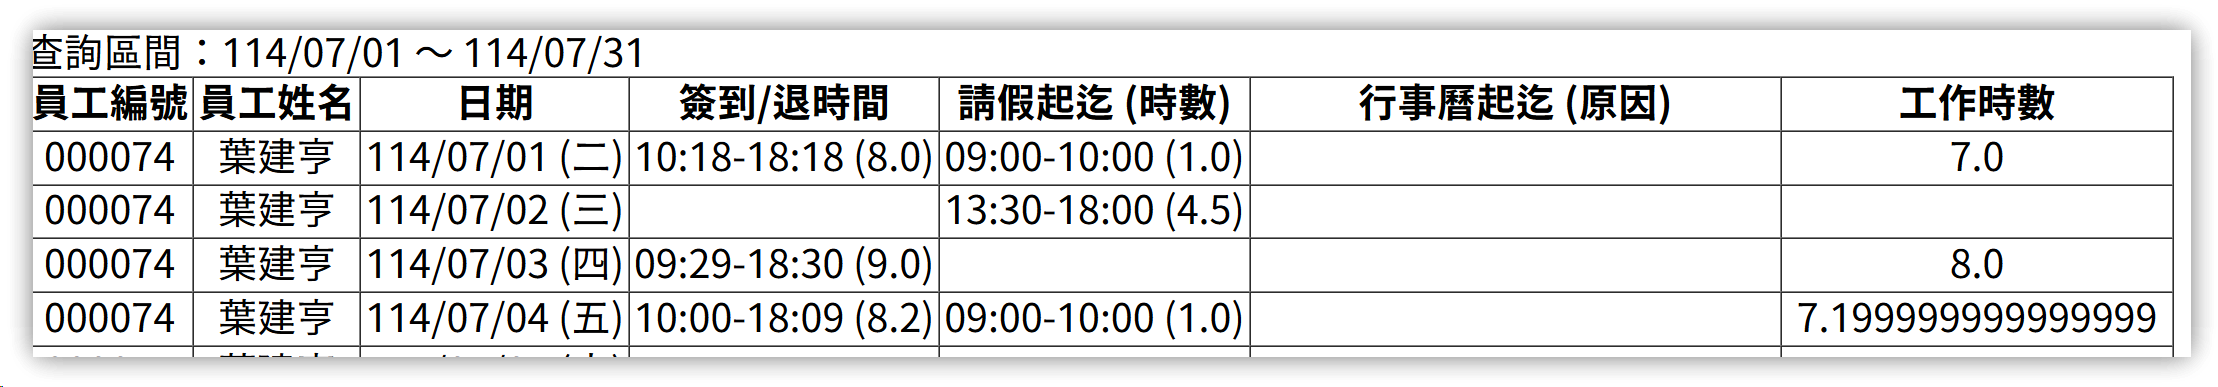 查詢區間：114/07/01 ～ 114/07/31
員工編號 員工姓名 日期 簽到/退時間 請假起迄 (時數) 行事曆起迄 (原因) 工作時數
000074 葉建亨 114/07/01 (二) 10:18-18:18 (8.0) 09:00-10:00 (1.0) 7.0
000074 葉建亨 114/07/02 (三) 13:30-18:00 (4.5)
000074 葉建亨 114/07/03 (四) 09:29-18:30 (9.0) 8.0
000074 葉建亨 114/07/04 (五) 10:00-18:09 (8.2) 09:00-10:00 (1.0) 7.199999999999999